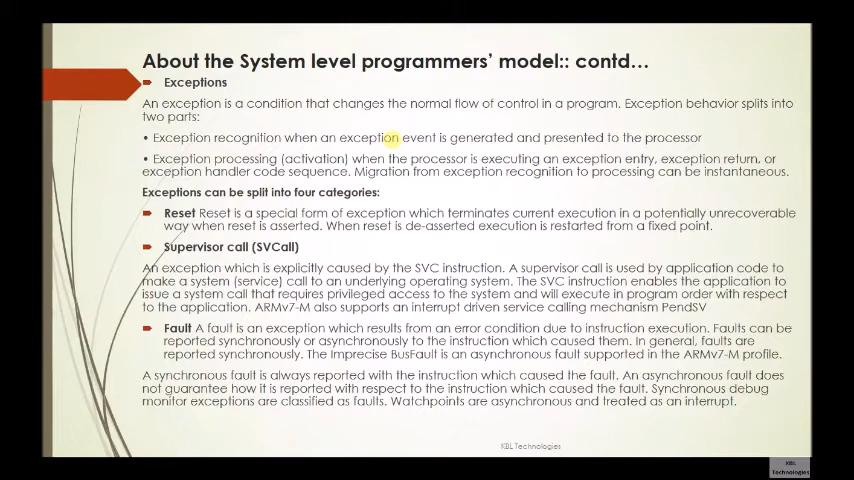 About the System level programmers' model:: contd…
Exceptions
An exception is a condition that changes the normal flow of control in a program. Exception behavior splits into
two parts:
• Exception recognition when an exception event is generated and presented to the processor
• Exception processing (activation) when the processor is executing an exception entry, exception return, or
exception handler code sequence. Migration from exception recognition to processing can be instantaneous.
Exceptions can be split into four categories:
Reset Reset is a special form of exception which terminates current execution in a potentially unrecoverable
way when reset is asserted. When reset is de-asserted execution is restarted from a fixed point.
Supervisor call (SVCall)
An exception which is explicitly caused by the SVC instruction. A supervisor call is used by application code to
make a system (service) call to an underlying operating system. The SVC instruction enables the application to
issue a system call that requires privileged access to the system and will execute in program order with respect
to the application. ARMv7-M also supports an interrupt driven service calling mechanism PendSV
Fault A fault is an exception which results from an error condition due to instruction execution. Faults can be
reported synchronously or asynchronously to the instruction which caused them. In general, faults are
reported synchronously. The Imprecise BusFault is an asynchronous fault supported in the ARMv7-M profile.
A synchronous fault is always reported with the instruction which caused the fault. An asynchronous fault does
not guarantee how it is reported with respect to the instruction which caused the fault. Synchronous debug
monitor exceptions are classified as faults. Watchpoints are asynchronous and treated as an interrupt.
KBL Technologies
KBL
Technologies